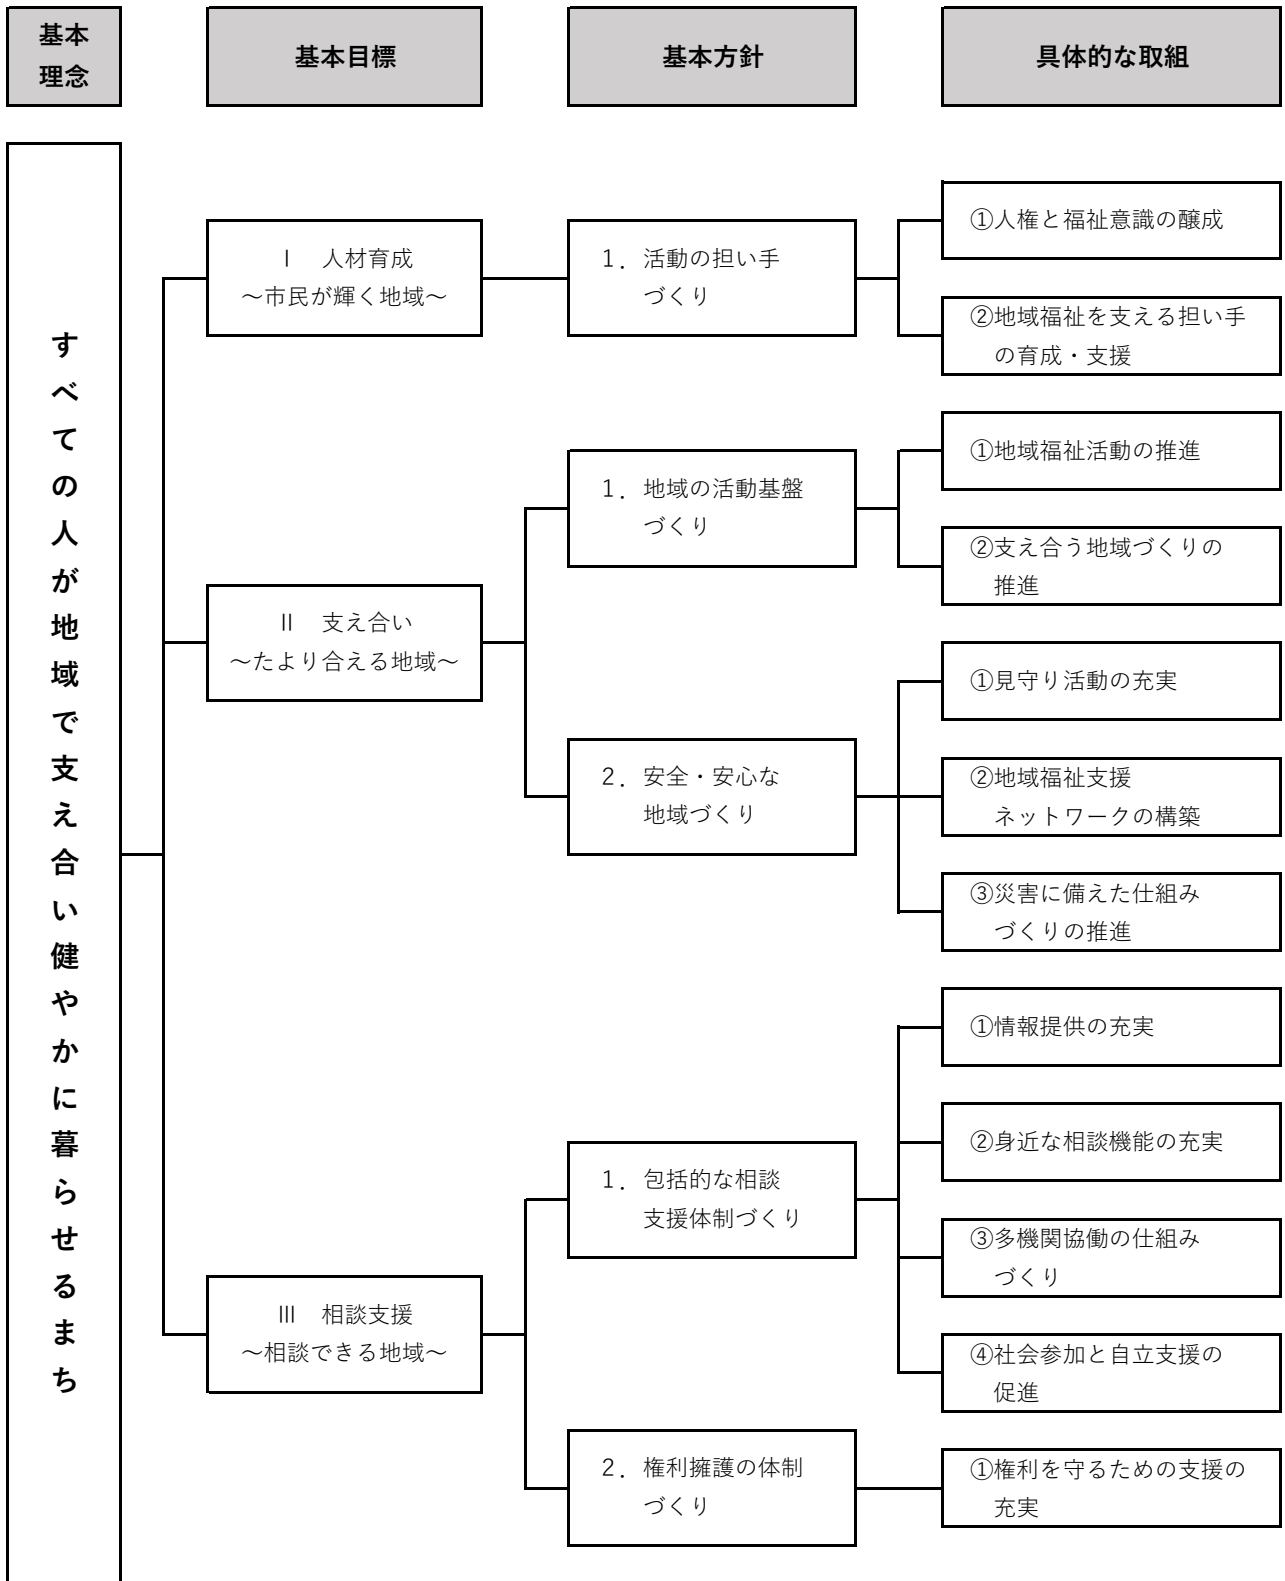 基本
理念
基本目標
基本方針
具体的な取組
すべての人が地域で支え合い健やかに暮らせるまち
Ⅰ　人材育成
～市民が輝く地域～
1．活動の担い手
づくり
①人権と福祉意識の醸成
②地域福祉を支える担い手
の育成・支援
Ⅱ　支え合い
～たより合える地域～
1．地域の活動基盤
づくり
①地域福祉活動の推進
②支え合う地域づくりの
推進
2．安全・安心な
地域づくり
①見守り活動の充実
②地域福祉支援
ネットワークの構築
③災害に備えた仕組み
づくりの推進
Ⅲ　相談支援
～相談できる地域～
1．包括的な相談
支援体制づくり
①情報提供の充実
②身近な相談機能の充実
③多機関協働の仕組み
づくり
④社会参加と自立支援の
促進
2．権利擁護の体制
づくり
①権利を守るための支援の
充実